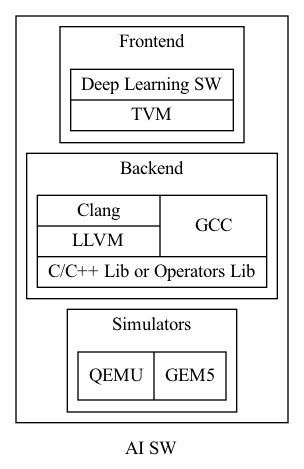 Frontend
Deep Learning SW
TVM
Backend
Clang
GCC
LLVM
C/C++ Lib or Operators Lib
Simulators
QEMU GEM5
AI SW